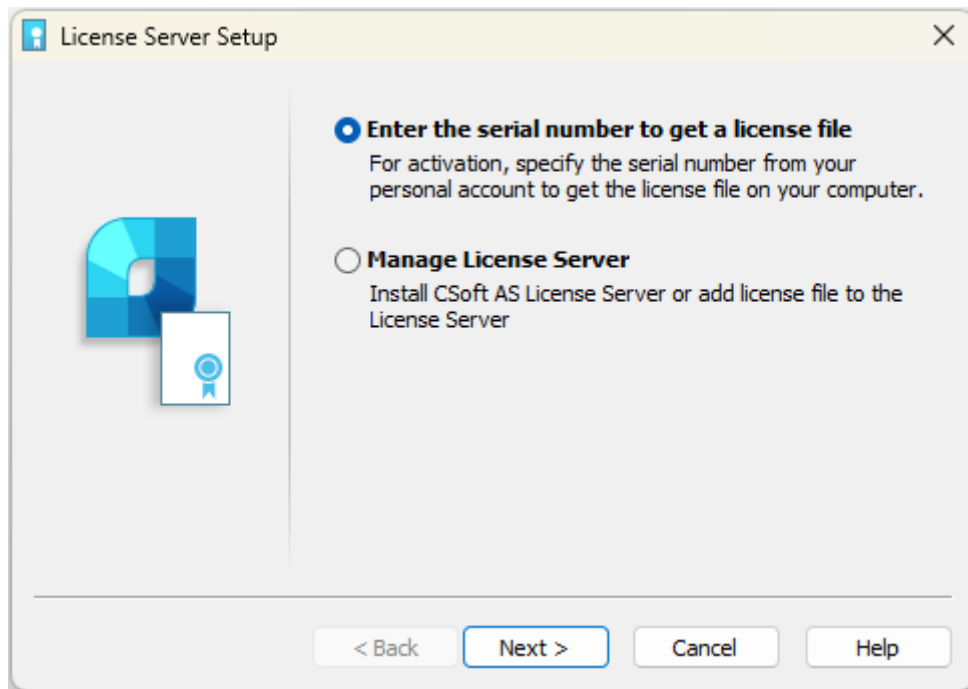 License Server Setup
Enter the serial number to get a license file
For activation, specify the serial number from your
personal account to get the license file on your computer.
Manage License Server
Install CSoft AS License Server or add license file to the
License Server
< Back
Next >
Cancel
Help